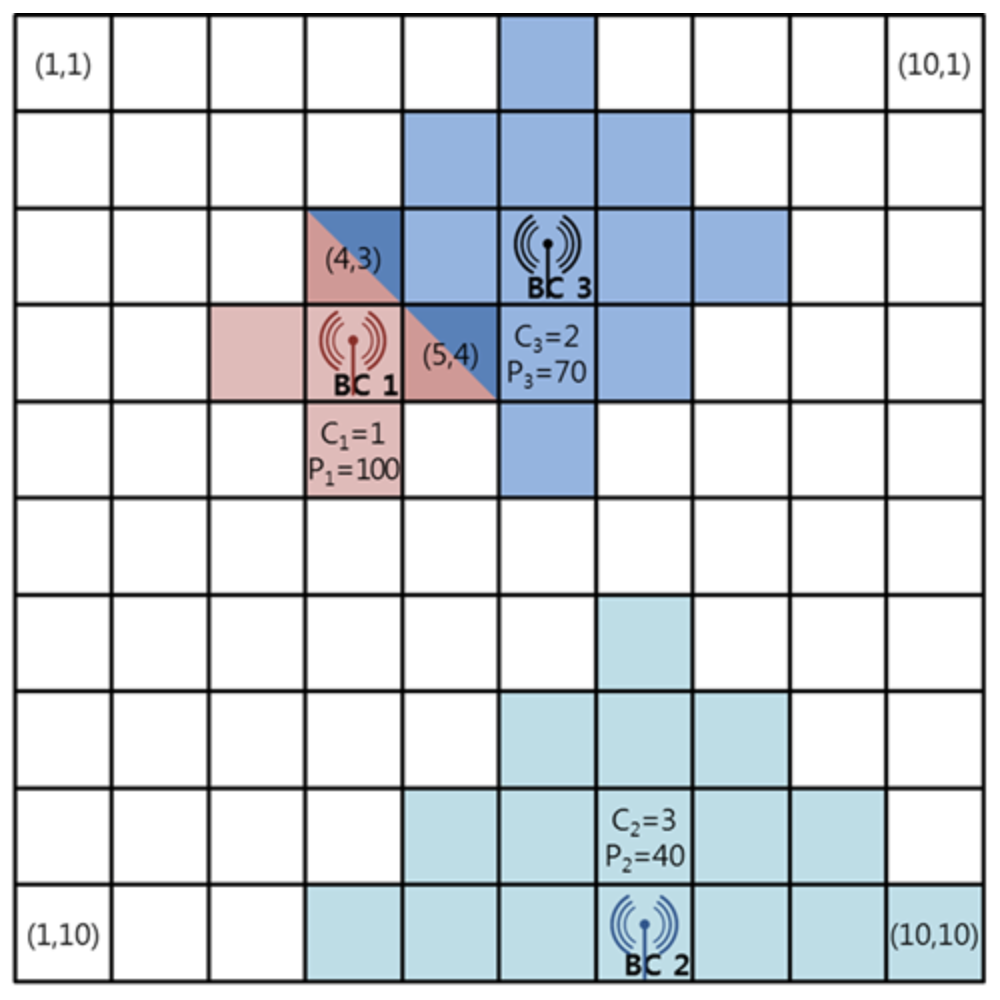 (1,1)
(10,1)
(4,3)
BC 3
(5,4)
C₃=2
P₃=70
BC 1
C₁=1
P₁=100
C₂=3
P₂=40
(1,10)
BC 2
(10,10)